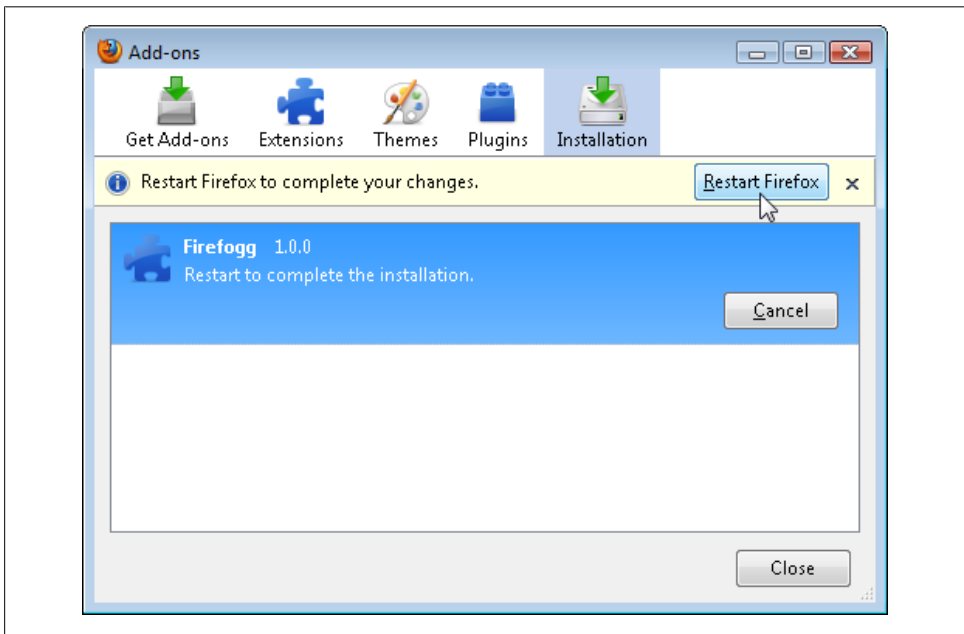 Add-ons
Get Add-ons Extensions Themes Plugins Installation
Restart Firefox to complete your changes. Restart Firefox
Firefogg 1.0.0
Restart to complete the installation.
Cancel
Close